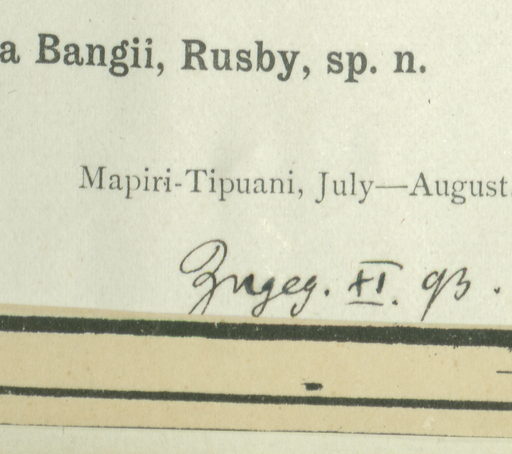 a Bangii, Rusby, sp. n.
Mapiri-Tipuani, July—August
Zugeg. XI. 93.